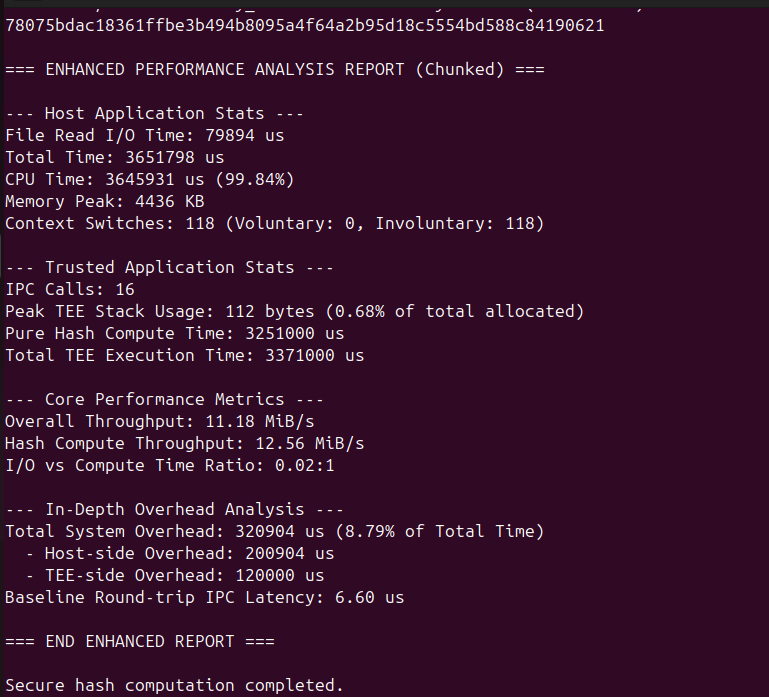 78075bdac18361ffbe3b494b8095a4f64a2b95d18c5554bd588c84190621
=== ENHANCED PERFORMANCE ANALYSIS REPORT (Chunked) ===
--- Host Application Stats ---
File Read I/O Time: 79894 us
Total Time: 3651798 us
CPU Time: 3645931 us (99.84%)
Memory Peak: 4436 KB
Context Switches: 118 (Voluntary: 0, Involuntary: 118)
--- Trusted Application Stats ---
IPC Calls: 16
Peak TEE Stack Usage: 112 bytes (0.68% of total allocated)
Pure Hash Compute Time: 3251000 us
Total TEE Execution Time: 3371000 us
--- Core Performance Metrics ---
Overall Throughput: 11.18 MiB/s
Hash Compute Throughput: 12.56 MiB/s
I/O vs Compute Time Ratio: 0.02:1
--- In-Depth Overhead Analysis ---
Total System Overhead: 320904 us (8.79% of Total Time)
- Host-side Overhead: 200904 us
- TEE-side Overhead: 120000 us
Baseline Round-trip IPC Latency: 6.60 us
=== END ENHANCED REPORT ===
Secure hash computation completed.